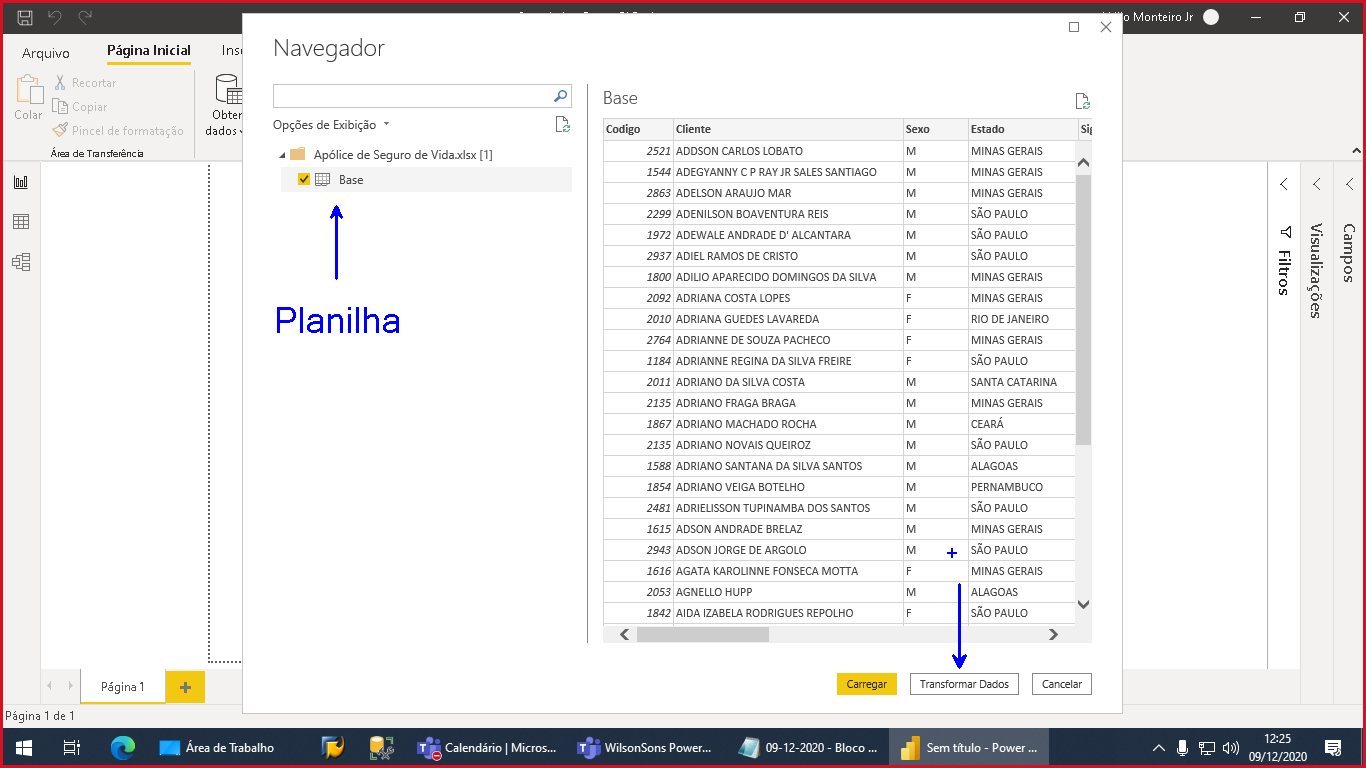 Monteiro Jr
Arquivo
Página Inicial
Inse
Colar
Recortar
Copiar
Pincel de formatação
Área de Transferência
Obter
dados
Navegador
Opções de Exibição
Apólice de Seguro de Vida.xlsx [1]
Base
Planilha
Base
Codigo Cliente Sexo Estado Sig
2521 ADDSON CARLOS LOBATO M MINAS GERAIS
1544 ADEGYANNY C P RAY JR SALES SANTIAGO M MINAS GERAIS
2863 ADELSON ARAUJO MAR M MINAS GERAIS
2299 ADENILSON BOAVENTURA REIS M SÃO PAULO
1972 ADEWALE ANDRADE D' ALCANTARA M SÃO PAULO
2937 ADIEL RAMOS DE CRISTO M SÃO PAULO
1800 ADILIO APARECIDO DOMINGOS DA SILVA M MINAS GERAIS
2092 ADRIANA COSTA LOPES F MINAS GERAIS
2010 ADRIANA GUEDES LAVAREDA F RIO DE JANEIRO
2764 ADRIANNE DE SOUZA PACHECO F MINAS GERAIS
1184 ADRIANNE REGINA DA SILVA FREIRE F SÃO PAULO
2011 ADRIANO DA SILVA COSTA M SANTA CATARINA
2135 ADRIANO FRAGA BRAGA M MINAS GERAIS
1867 ADRIANO MACHADO ROCHA M CEARÁ
2135 ADRIANO NOVAIS QUEIROZ M SÃO PAULO
1588 ADRIANO SANTANA DA SILVA SANTOS M ALAGOAS
1854 ADRIANO VEIGA BOTELHO M PERNAMBUCO
2481 ADRIELISSON TUPINAMBA DOS SANTOS M SÃO PAULO
1615 ADSON ANDRADE BRELAZ M MINAS GERAIS
2943 ADSON JORGE DE ARGOLO M SÃO PAULO
1616 AGATA KAROLINNE FONSECA MOTTA F MINAS GERAIS
2053 AGNELLO HUPP M ALAGOAS
1842 AIDA IZABELA RODRIGUES REPOLHO F SÃO PAULO
Carregar Transformar Dados Cancelar
Filtros
Visualizações
Campos
Página 1
Página 1 de 1
Área de Trabalho
Calendário | Micros...
WilsonSons Power...
09-12-2020 - Bloco ...
Sem título - Power ...
12:25
09/12/2020